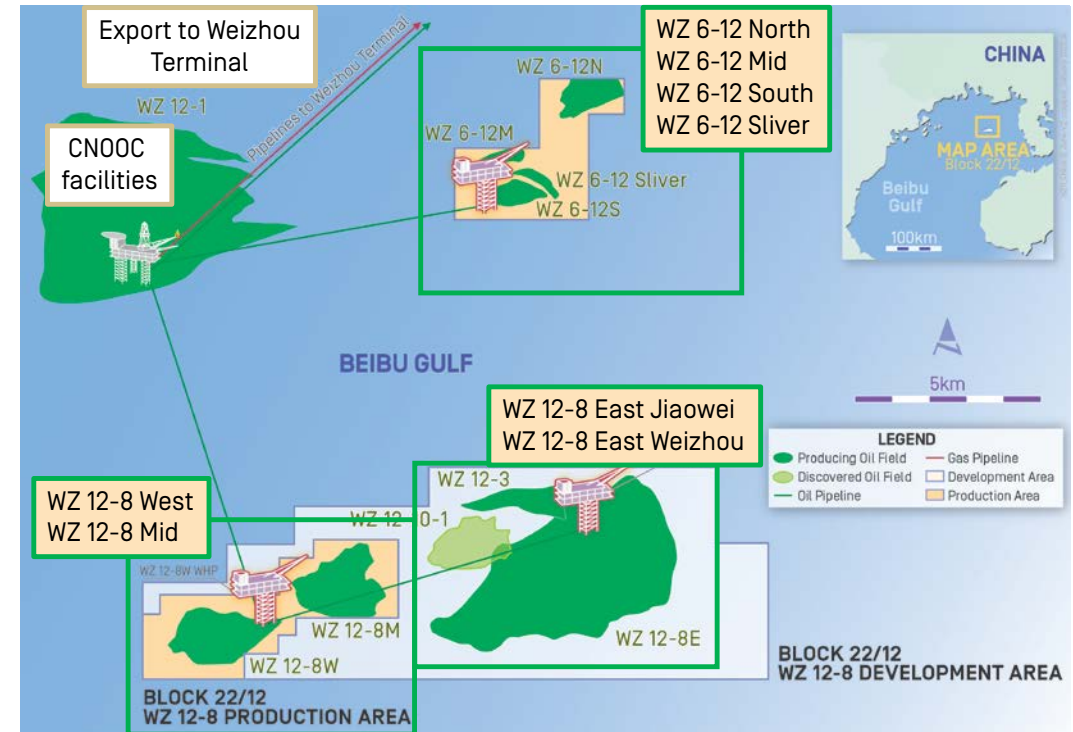 Export to Weizhou
Terminal
WZ 12-1
CNOOC
facilities
Pipelines to Weizhou Terminal
WZ 6-12N
WZ 6-12M
WZ 6-12 Sliver
WZ 6-12S
WZ 6-12 North
WZ 6-12 Mid
WZ 6-12 South
WZ 6-12 Sliver
CHINA
MAP AREA
Block 22/12
Beibu
Gulf
100km
BEIBU GULF
5km
WZ 12-8 East Jiaowei
WZ 12-8 East Weizhou
LEGEND
Producing Oil Field
Discovered Oil Field
Oil Pipeline
Gas Pipeline
Development Area
Production Area
WZ 12-8 West
WZ 12-8 Mid
WZ 12-3
WZ 12-10-1
WZ 12-8W WHP
WZ 12-8M
WZ 12-8W
WZ 12-8E
BLOCK 22/12
WZ 12-8 PRODUCTION AREA
BLOCK 22/12
WZ 12-8 DEVELOPMENT AREA